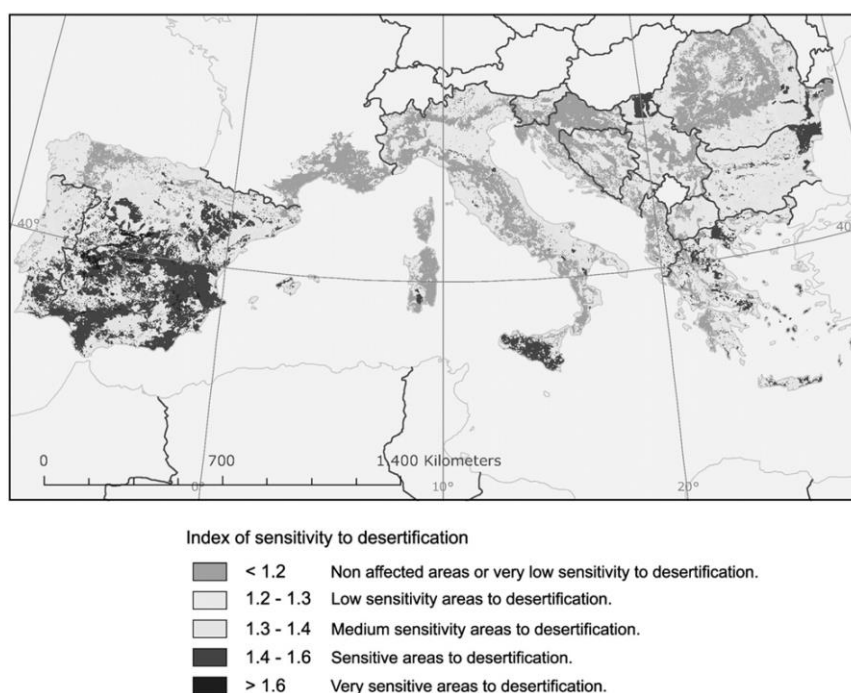 40°
40
0
700
1 400 Kilometers
0°
10°
20°
Index of sensitivity to desertification
< 1.2 Non affected areas or very low sensitivity to desertification.
1.2 - 1.3 Low sensitivity areas to desertification.
1.3 - 1.4 Medium sensitivity areas to desertification.
1.4 - 1.6 Sensitive areas to desertification.
> 1.6 Very sensitive areas to desertification.